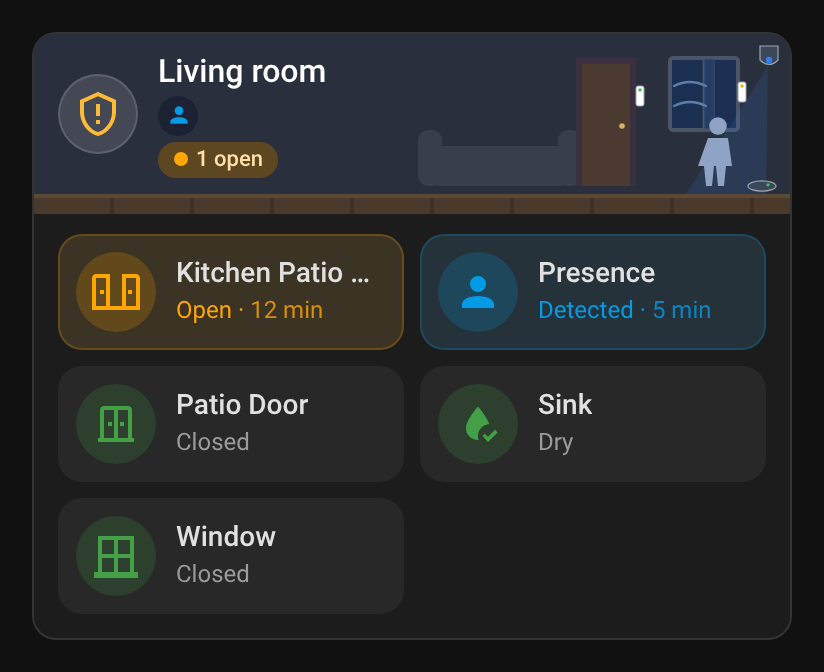 Living room
1 open
Kitchen Patio ...
Open · 12 min
Presence
Detected · 5 min
Patio Door
Closed
Sink
Dry
Window
Closed